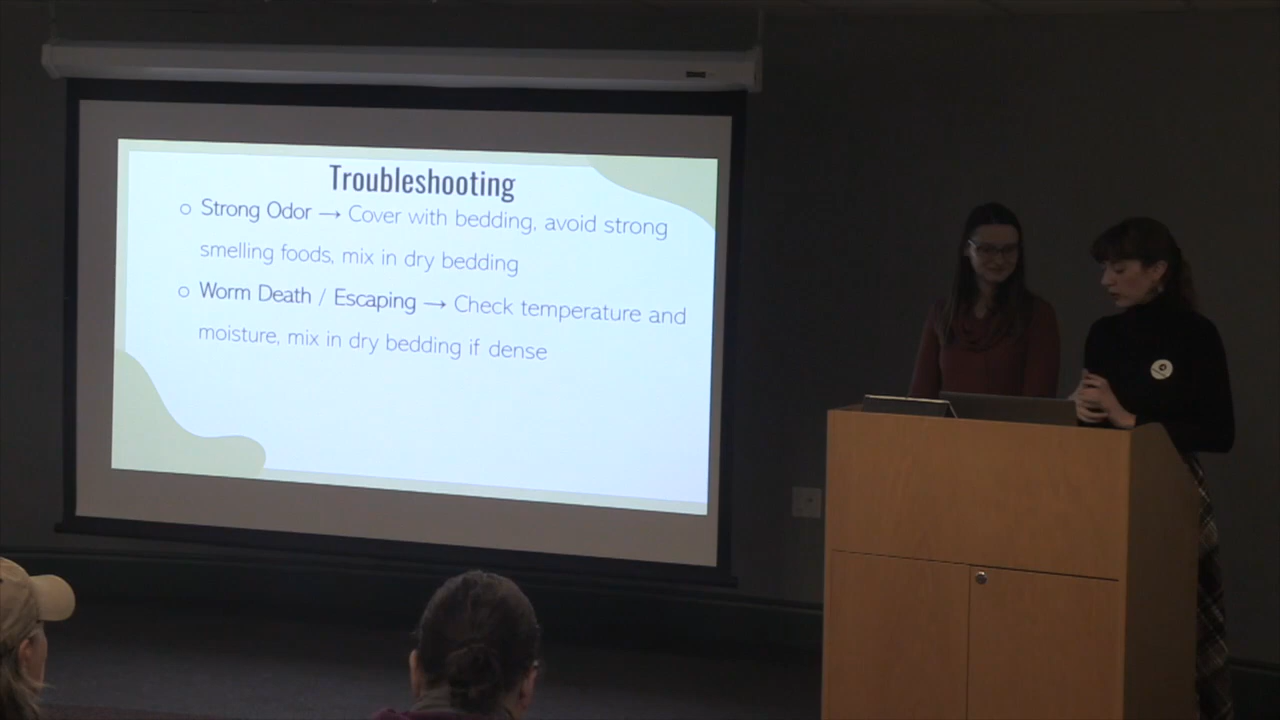 Troubleshooting
○ Strong Odor → Cover with bedding, avoid strong
smelling foods, mix in dry bedding
○ Worm Death / Escaping → Check temperature and
moisture, mix in dry bedding if dense